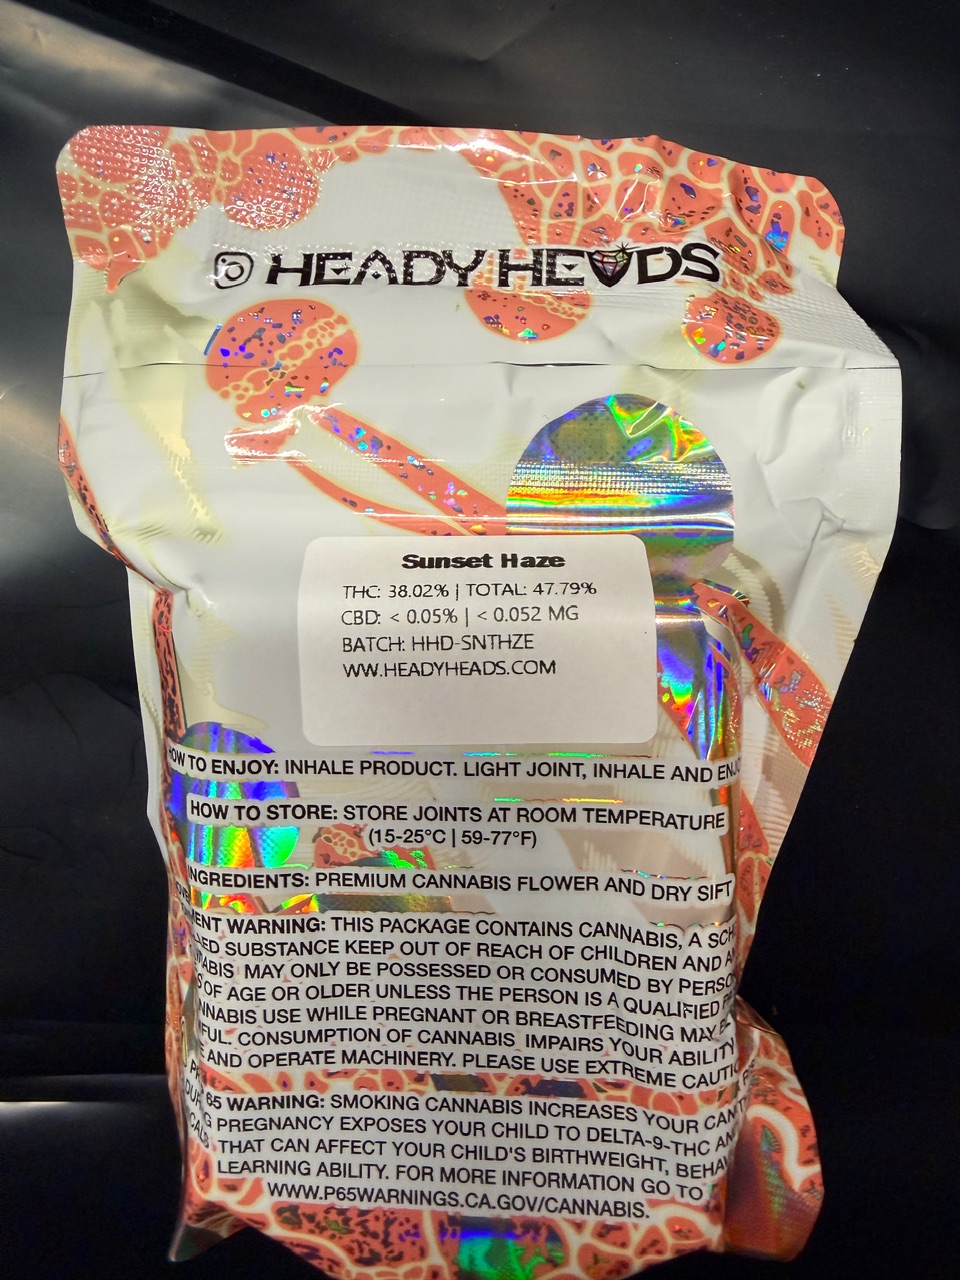 HEADY HEADS
Sunset Haze
THC: 38.02% | TOTAL: 47.79%
CBD: < 0.05% | < 0.052 MG
BATCH: HHD-SNTHZE
WW.HEADYHEADS.COM
HOW TO ENJOY: INHALE PRODUCT. LIGHT JOINT, INHALE AND
HOW TO STORE: STORE JOINTS AT ROOM TEMPERATURE
(15-25°C | 59-77°F)
INGREDIENTS: PREMIUM CANNABIS FLOWER AND DRY SIFT
WARNING: THIS PACKAGE CONTAINS CANNABIS, A
SUBSTANCE KEEP OUT OF REACH OF CHILDREN AND
MAY ONLY BE POSSESSED OR CONSUMED BY
OF AGE OR OLDER UNLESS THE PERSON IS A QUALIFIED
USE WHILE PREGNANT OR BREASTFEEDING MAY
CONSUMPTION OF CANNABIS IMPAIRS YOUR ABILITY
AND OPERATE MACHINERY. PLEASE USE EXTREME
65 WARNING: SMOKING CANNABIS INCREASES YOUR
PREGNANCY EXPOSES YOUR CHILD TO DELTA-9-THC
THAT CAN AFFECT YOUR CHILD'S BIRTHWEIGHT,
LEARNING ABILITY. FOR MORE INFORMATION GO TO
WWW.P65WARNINGS.CA.GOV/CANNABIS.